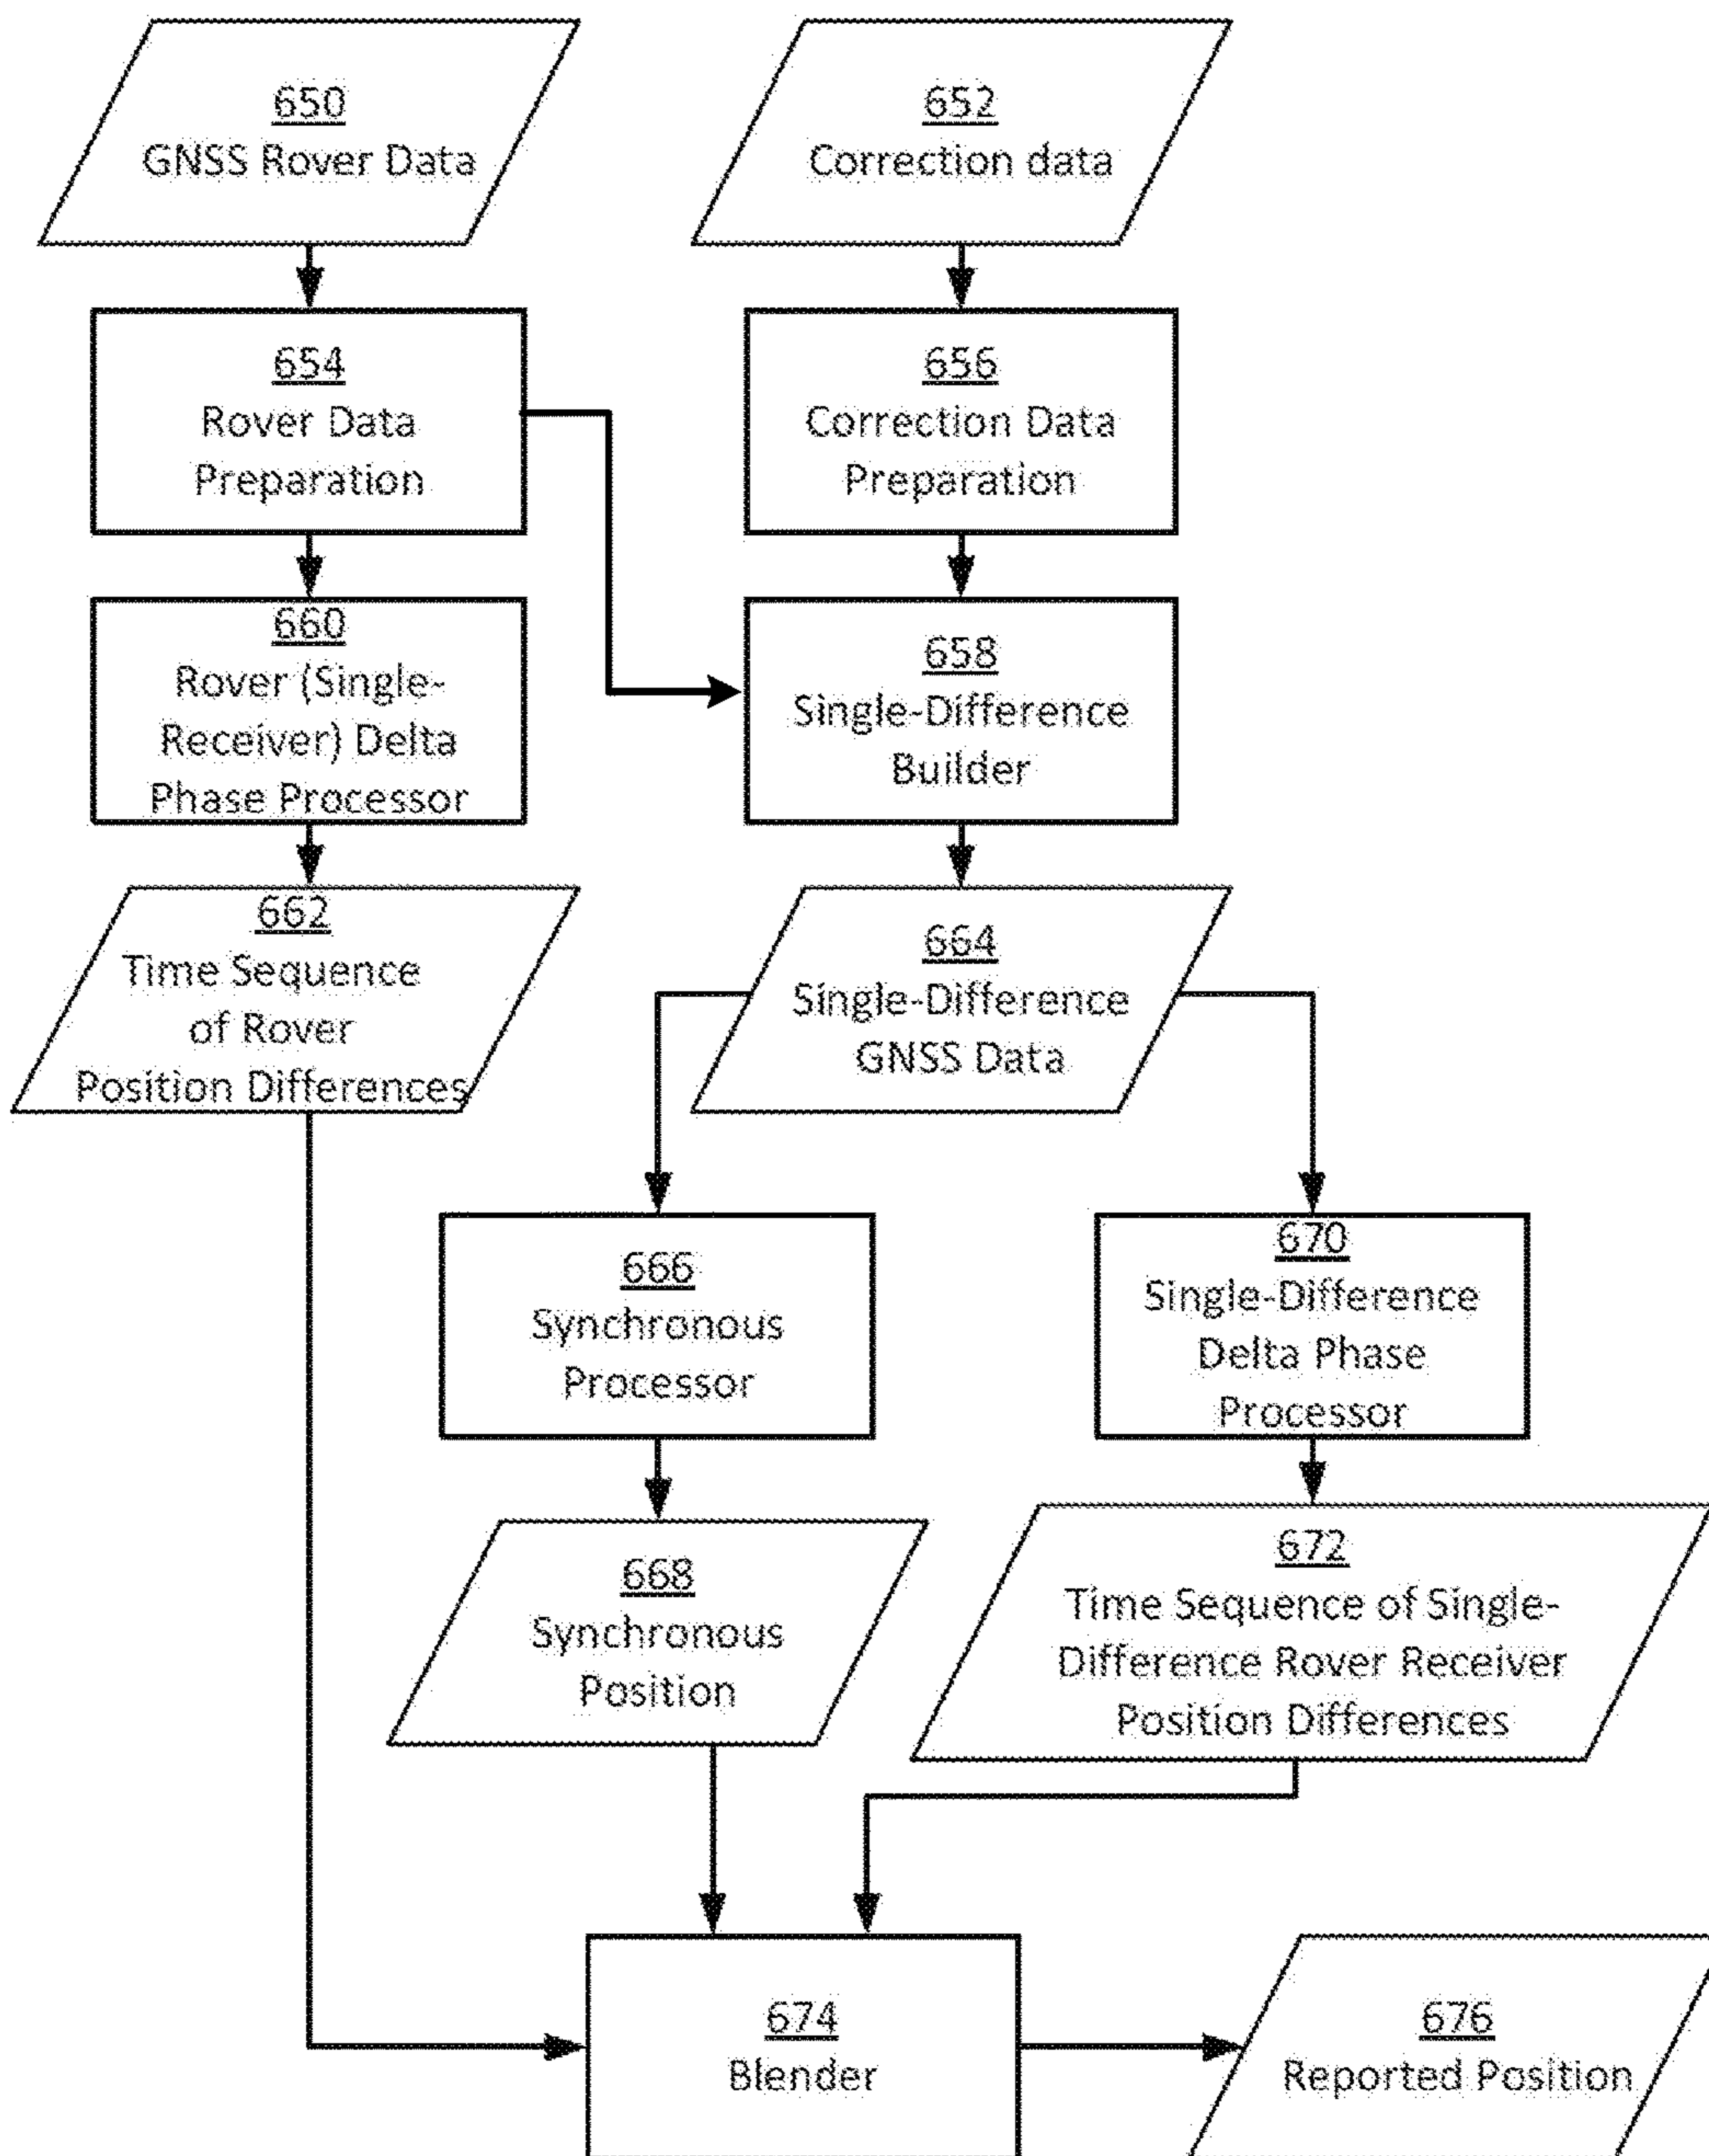 650
GNSS Rover Data
652
Correction data
654
Rover Data
Preparation
656
Correction Data
Preparation
660
Rover (Single-
Receiver) Delta
Phase Processor
658
Single-Difference
Builder
662
Time Sequence
of Rover
Position Differences
664
Single-Difference
GNSS Data
666
Synchronous
Processor
670
Single-Difference
Delta Phase
Processor
668
Synchronous
Position
672
Time Sequence of Single-
Difference Rover Receiver
Position Differences
674
Blender
676
Reported Position